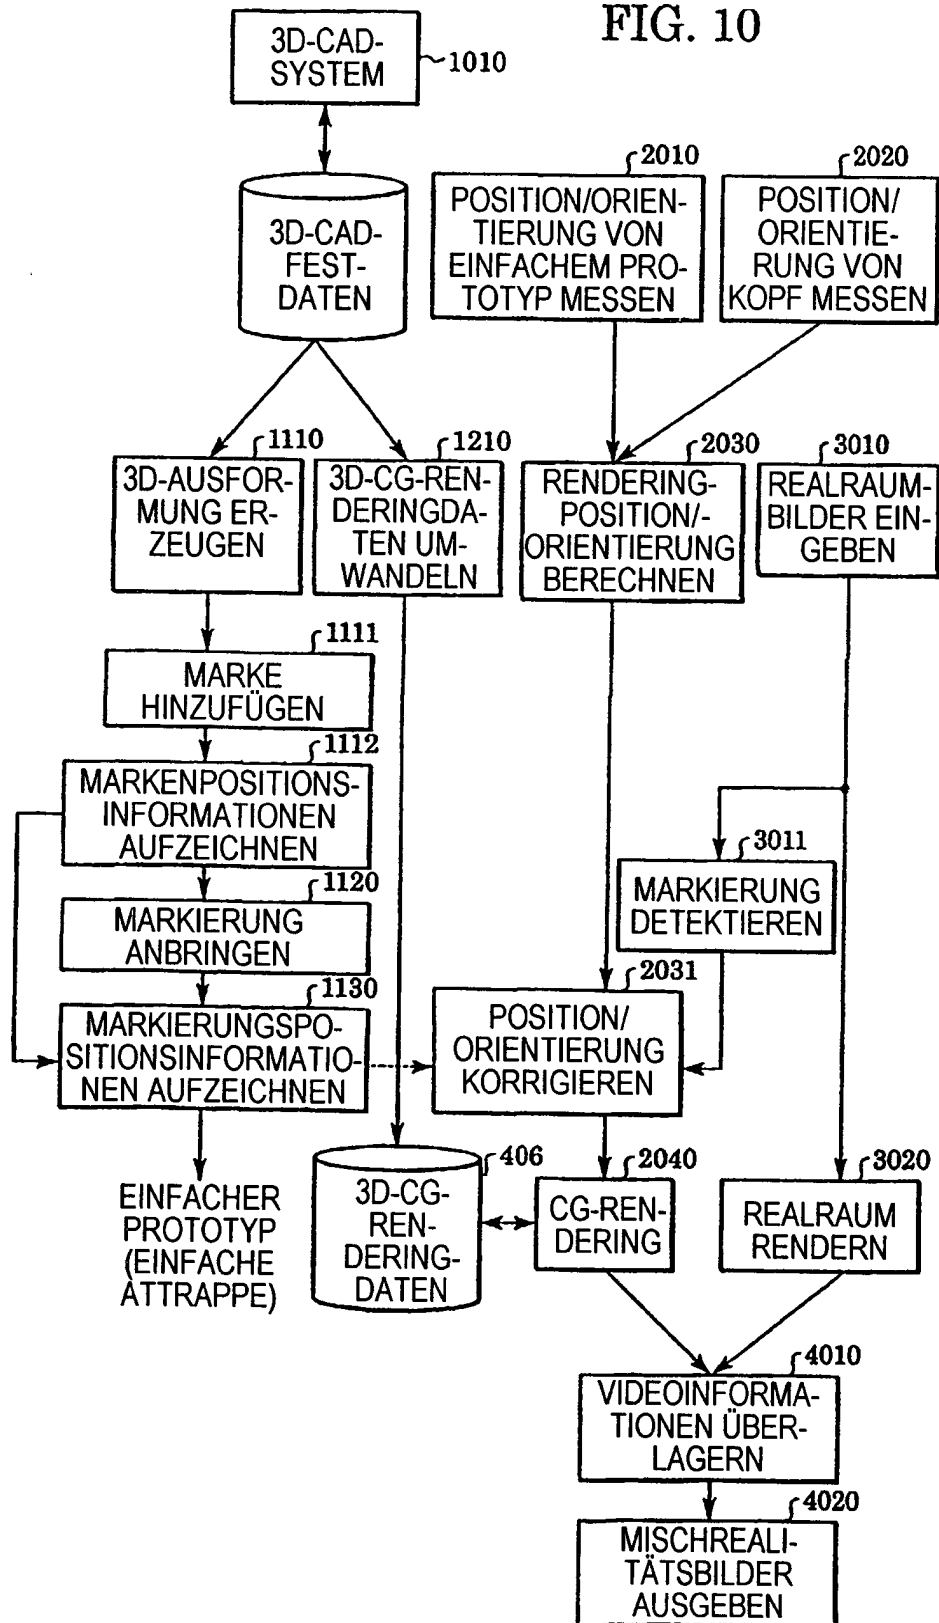 FIG. 10
3D-CAD-
SYSTEM
1010
3D-CAD-
FEST-
DATEN
2010
POSITION/ORIEN-
TIERUNG VON
EINFACHEM PRO-
TOTYP MESSEN
2020
POSITION/
ORIENTIE-
RUNG VON
KOPF MESSEN
1110
3D-AUSFOR-
MUNG ER-
ZEUGEN
1210
3D-CG-REN-
DERINGDA-
TEN UM-
WANDELN
2030
RENDERING-
POSITION/-
ORIENTIERUNG
BERECHNEN
3010
REALRAUM-
BILDER EIN-
GEBEN
1111
MARKE
HINZUFÜGEN
1112
MARKENPOSITIONS-
INFORMATIONEN
AUFZEICHNEN
3011
MARKIERUNG
DETEKTIEREN
1120
MARKIERUNG
ANBRINGEN
1130
MARKIERUNGSPO-
SITIONSINFORMATIO-
NEN AUFZEICHNEN
2031
POSITION/
ORIENTIERUNG
KORRIGIEREN
EINFACHER
PROTOTYP
(EINFACHE
ATTRAPPE)
406
3D-CG-
REN-
DERING-
DATEN
2040
CG-REN-
DERING
3020
REALRAUM
RENDERN
4010
VIDEOINFORMA-
TIONEN ÜBER-
LAGERN
4020
MISCHREALI-
TÄTSBILDER
AUSGEBEN